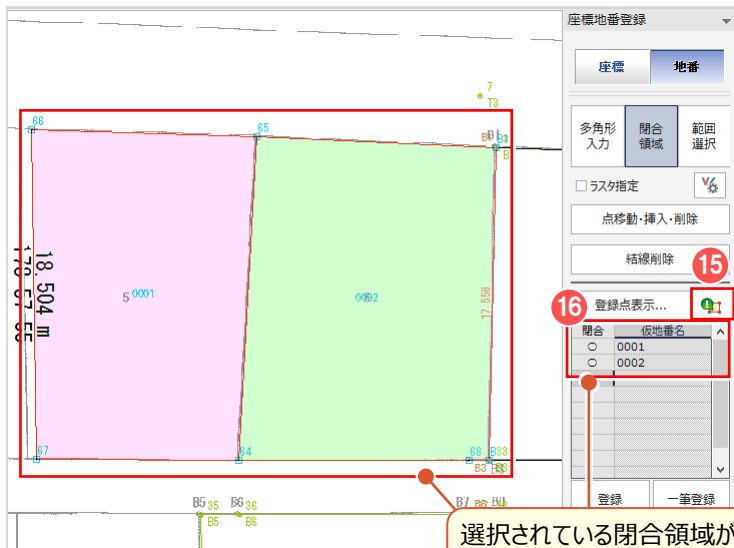 座標地番登録
座標 地番
多角形入力 閉合領域 範囲選択
ラスタ指定
点移動・挿入・削除
結線削除
15
16 登録点表示...
閉合 仮地番名
○ 0001
○ 0002
登録 一筆登録
7
T3
66
65
B1
18.504 m
5 0001
0002
17.558
67
64
68 B33
B3
B5 35 B6 36
B5 B6
B7
選択されている閉合領域が